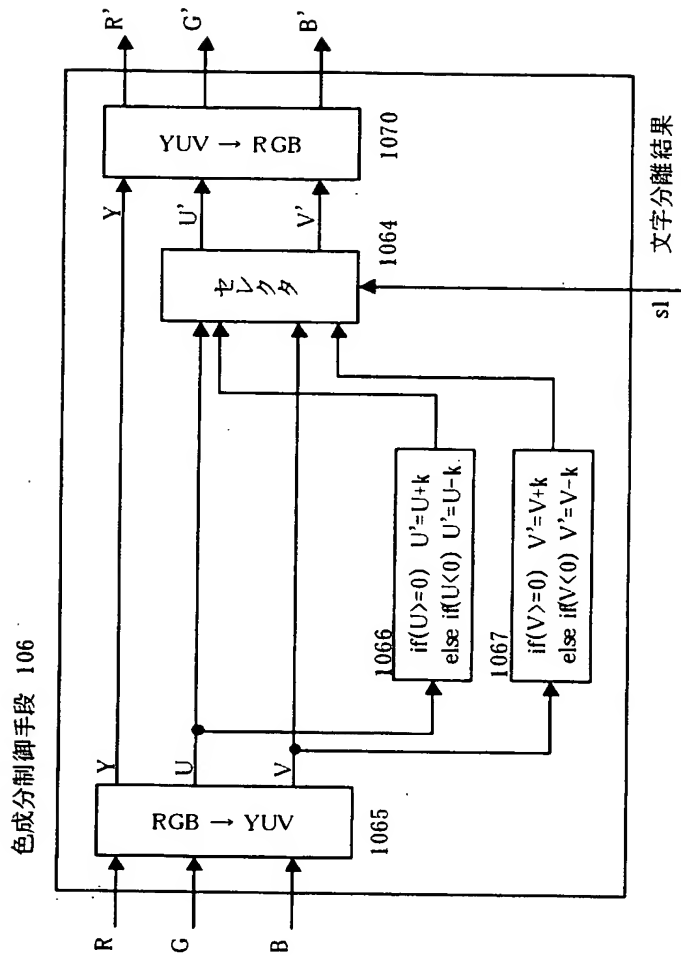 色成分制御手段 106
R
G
B
RGB → YUV
1065
Y
U
V
1066
if(U>=0) U'=U+k
else if(U<0) U'=U-k
1067
if(V>=0) V'=V+k
else if(V<0) V'=V-k
セレクタ
1064
s1
文字分離結果
Y
U'
V'
YUV → RGB
1070
R'
G'
B'